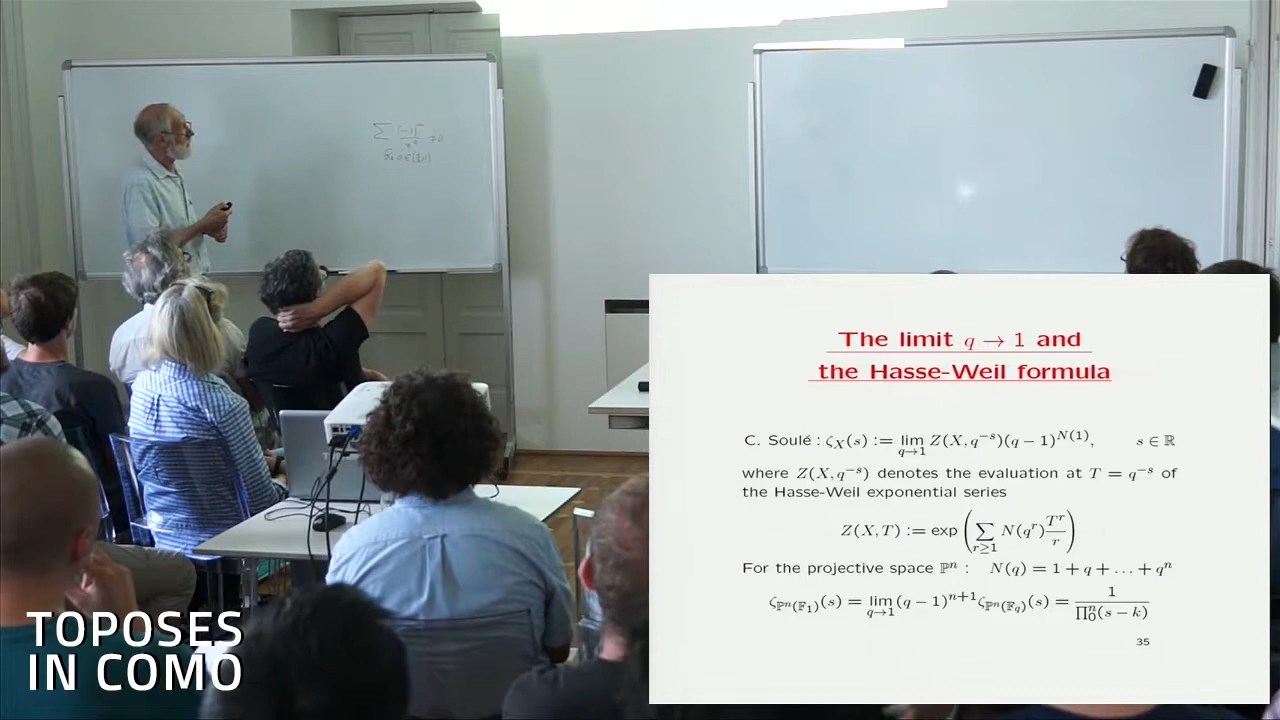 The limit q → 1 and
the Hasse-Weil formula
C. Soulé : ζ_X(s) := lim_{q→1} Z(X, q^{−s})(q − 1)^{N(1)}, s ∈ ℝ
where Z(X, q^{−s}) denotes the evaluation at T = q^{−s} of
the Hasse-Weil exponential series
Z(X, T) := exp ( ∑_{r≥1} N(q^r) T^r/r )
For the projective space ℙ^n : N(q) = 1 + q + … + q^n
ζ_{ℙ^n(𝔽_1)}(s) = lim_{q→1} (q − 1)^{n+1} ζ_{ℙ^n(𝔽_q)}(s) = 1/∏_0^n(s − k)
35
TOPOSES
IN COMO